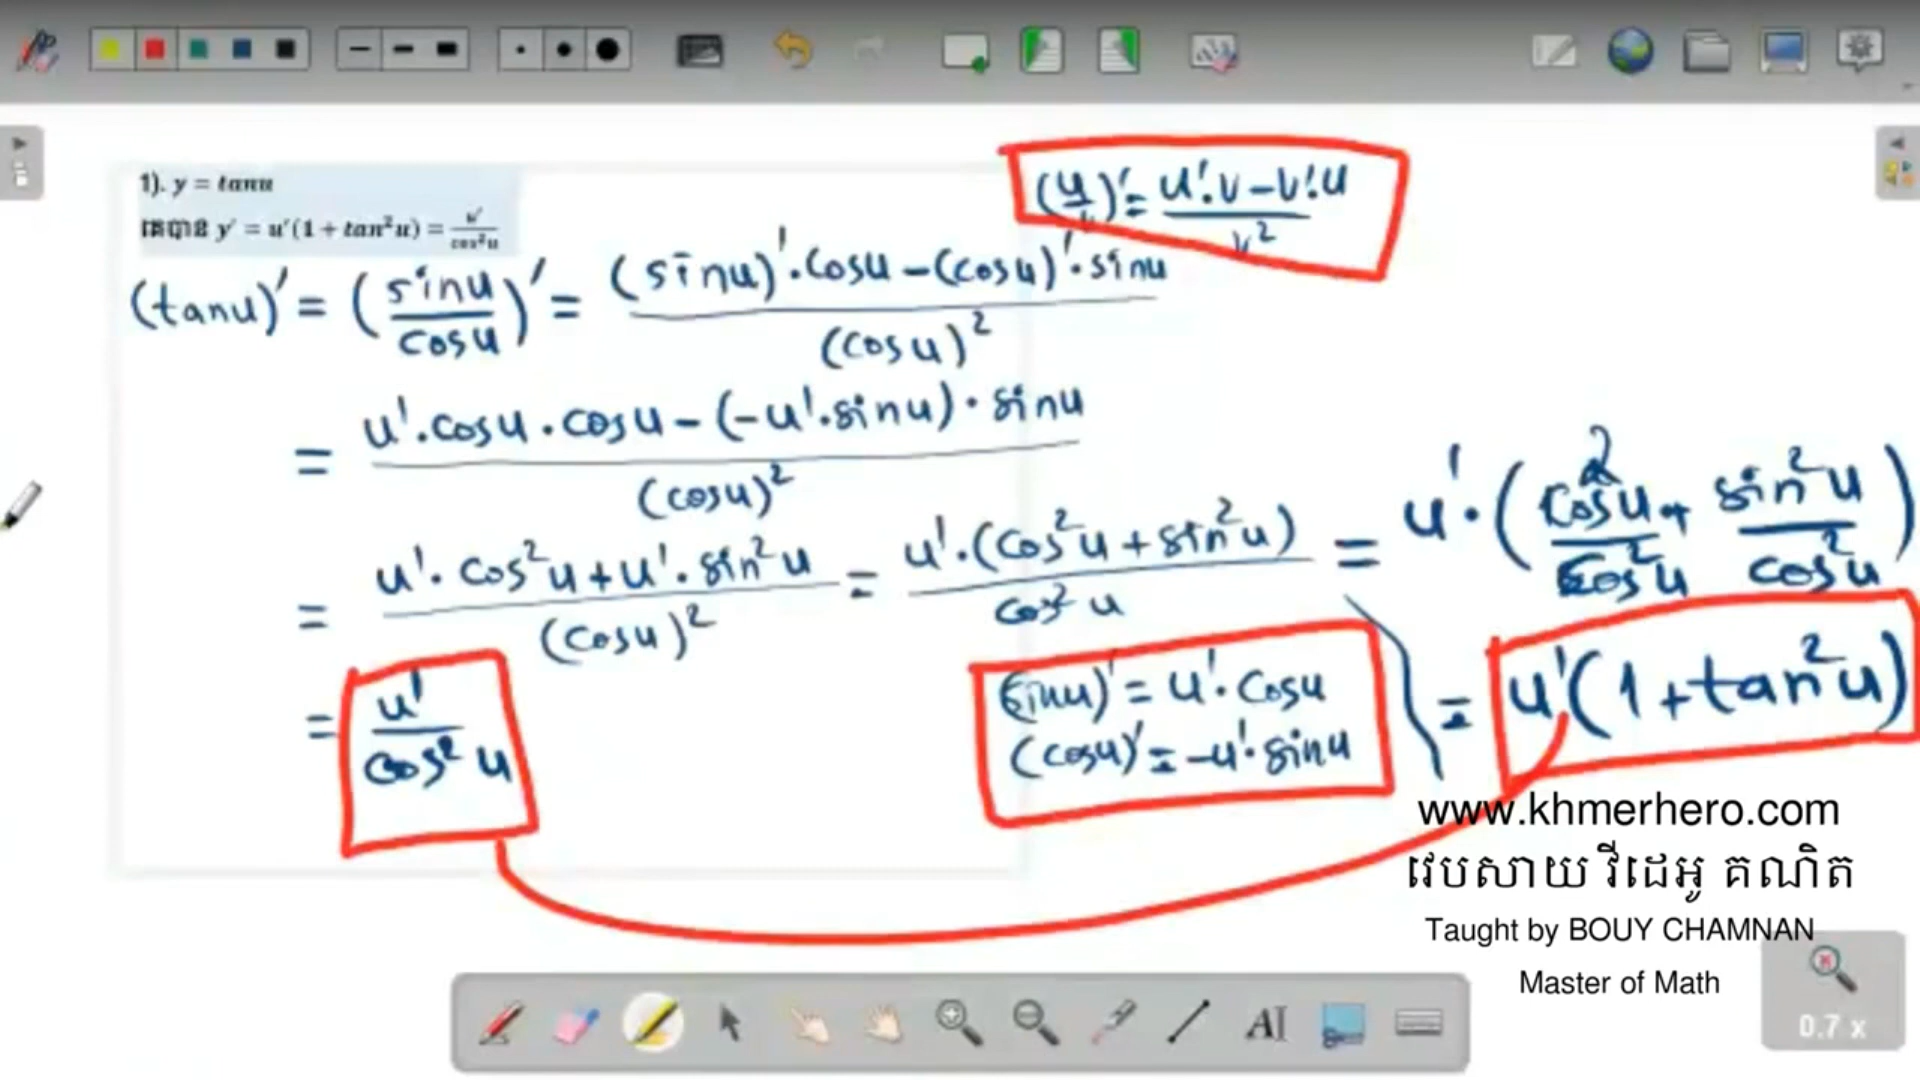 1). y = tanu
គេបាន y' = u'(1 + tan²u) = u'/cos²u
(u/v)' = (u'.v – v'.u)/v²
(tanu)' = (sinu/cosu)' = ((sinu)'.cosu – (cosu)'.sinu)/(cosu)²
= (u'.cosu.cosu – (–u'.sinu).sinu)/(cosu)²
= (u'.cos²u + u'.sin²u)/(cosu)² = u'.(cos²u + sin²u)/cos²u = u'.(cos²u/cos²u + sin²u/cos²u)
= u'/cos²u
(sinu)' = u'.cosu
(cosu)' = –u'.sinu
= u'(1 + tan²u)
www.khmerhero.com
វេបសាយ វីដេអូ គណិត
Taught by BOUY CHAMNAN
Master of Math
AI
0.7 x